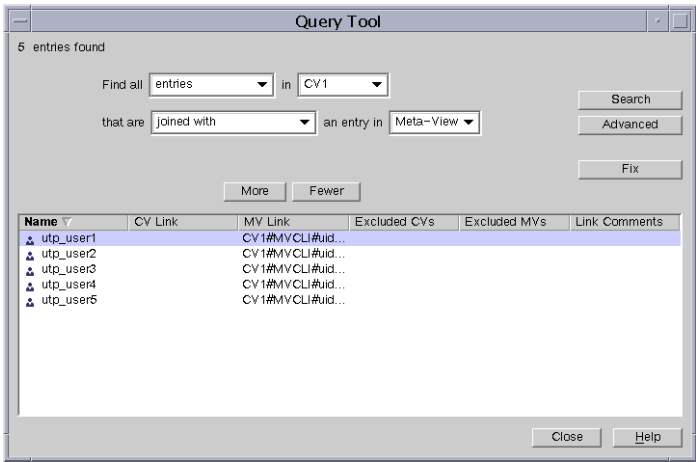 Query Tool
5 entries found
Find all entries in CV1
Search
that are joined with an entry in Meta-View
Advanced
Fix
More Fewer
Name CV Link MV Link Excluded CVs Excluded MVs Link Comments
utp_user1 CV1#MVCLI#uid...
utp_user2 CV1#MVCLI#uid...
utp_user3 CV1#MVCLI#uid...
utp_user4 CV1#MVCLI#uid...
utp_user5 CV1#MVCLI#uid...
Close Help